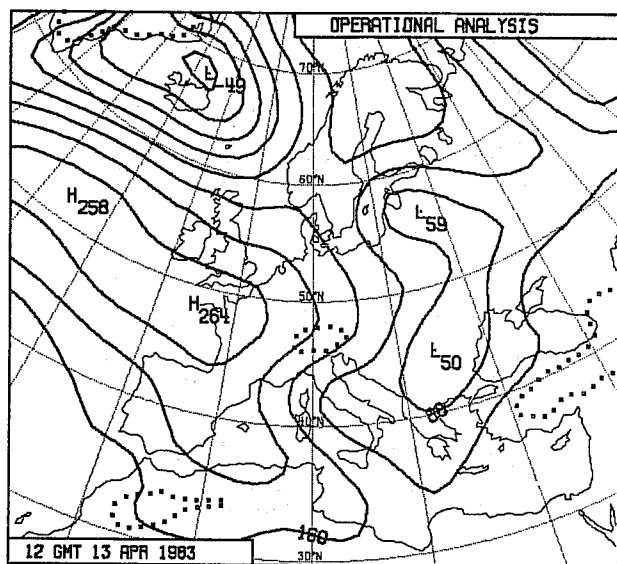 OPERATIONAL ANALYSIS
L -49
70°N
60°N
H 258
L 59
50°N
H 264
L 50
80
40°N
160
12 GMT 13 APR 1983
30°N